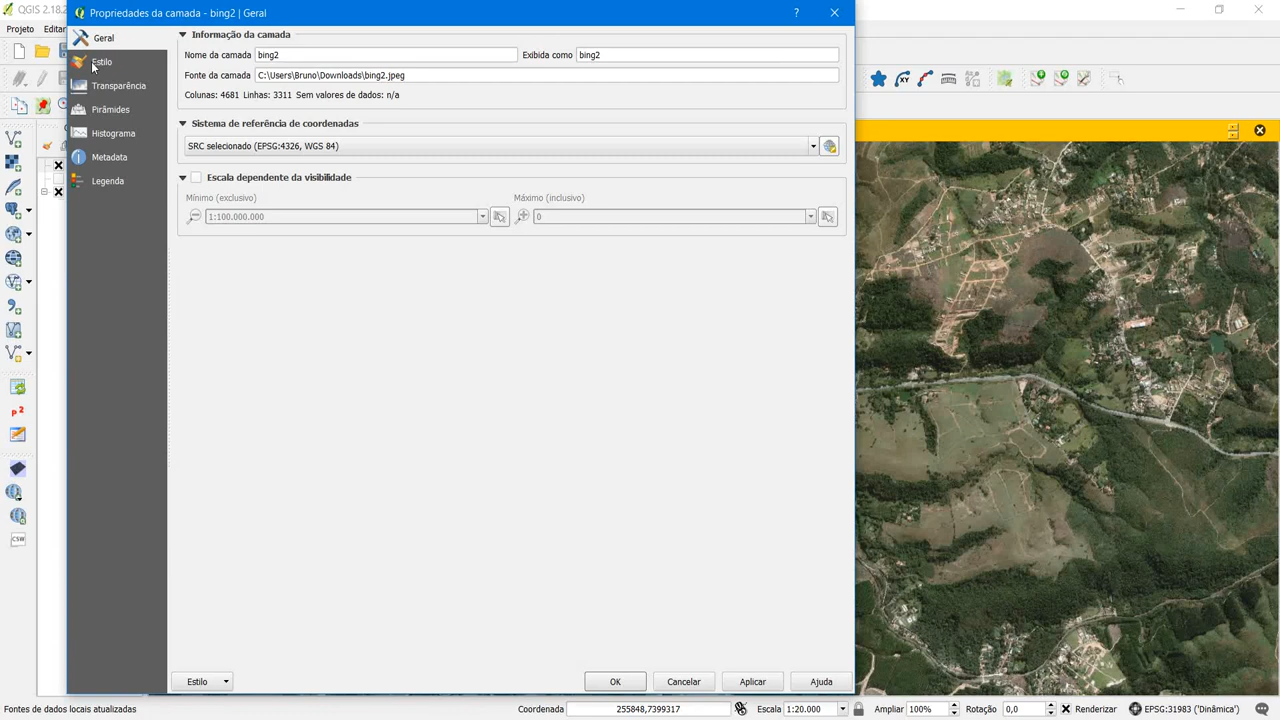 QGIS 2.18.2
Propriedades da camada - bing2 | Geral
?
Projeto
Editar
Geral
Estilo
Transparência
Pirâmides
Histograma
Metadata
Legenda
Informação da camada
Nome da camada bing2 Exibida como bing2
Fonte da camada C:\Users\Bruno\Downloads\bing2.jpeg
Colunas: 4681 Linhas: 3311 Sem valores de dados: n/a
Sistema de referência de coordenadas
SRC selecionado (EPSG:4326, WGS 84)
Escala dependente da visibilidade
Mínimo (exclusivo) Máximo (inclusivo)
1:100.000.000 0
XY
CSW
Estilo OK Cancelar Aplicar Ajuda
Fontes de dados locais atualizadas Coordenada 255848,7399317 Escala 1:20.000 Ampliar 100% Rotação 0,0 Renderizar EPSG:31983 ('Dinâmica')